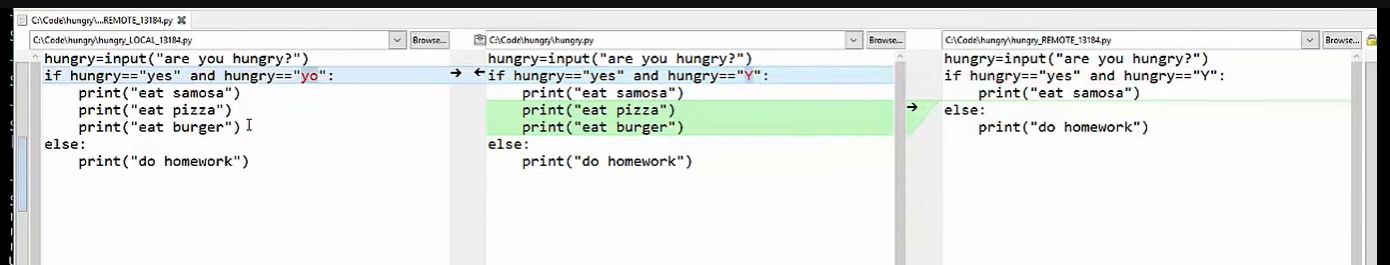 C:\Code\hungry\...REMOTE_13184.py
C:\Code\hungry\hungry_LOCAL_13184.py Browse...
hungry=input("are you hungry?")
if hungry=="yes" and hungry=="yo":
    print("eat samosa")
    print("eat pizza")
    print("eat burger")
else:
    print("do homework")
C:\Code\hungry\hungry.py Browse...
hungry=input("are you hungry?")
if hungry=="yes" and hungry=="Y":
    print("eat samosa")
    print("eat pizza")
    print("eat burger")
else:
    print("do homework")
C:\Code\hungry\hungry_REMOTE_13184.py Browse...
hungry=input("are you hungry?")
if hungry=="yes" and hungry=="Y":
    print("eat samosa")
else:
    print("do homework")